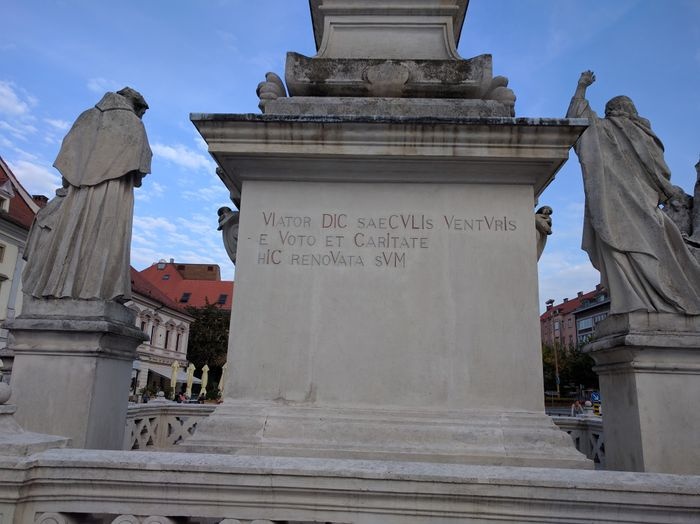 VIATOR DIC SAECVLIS VENTVRIS
E VOTO ET CARITATE
HIC RENOVATA SVM